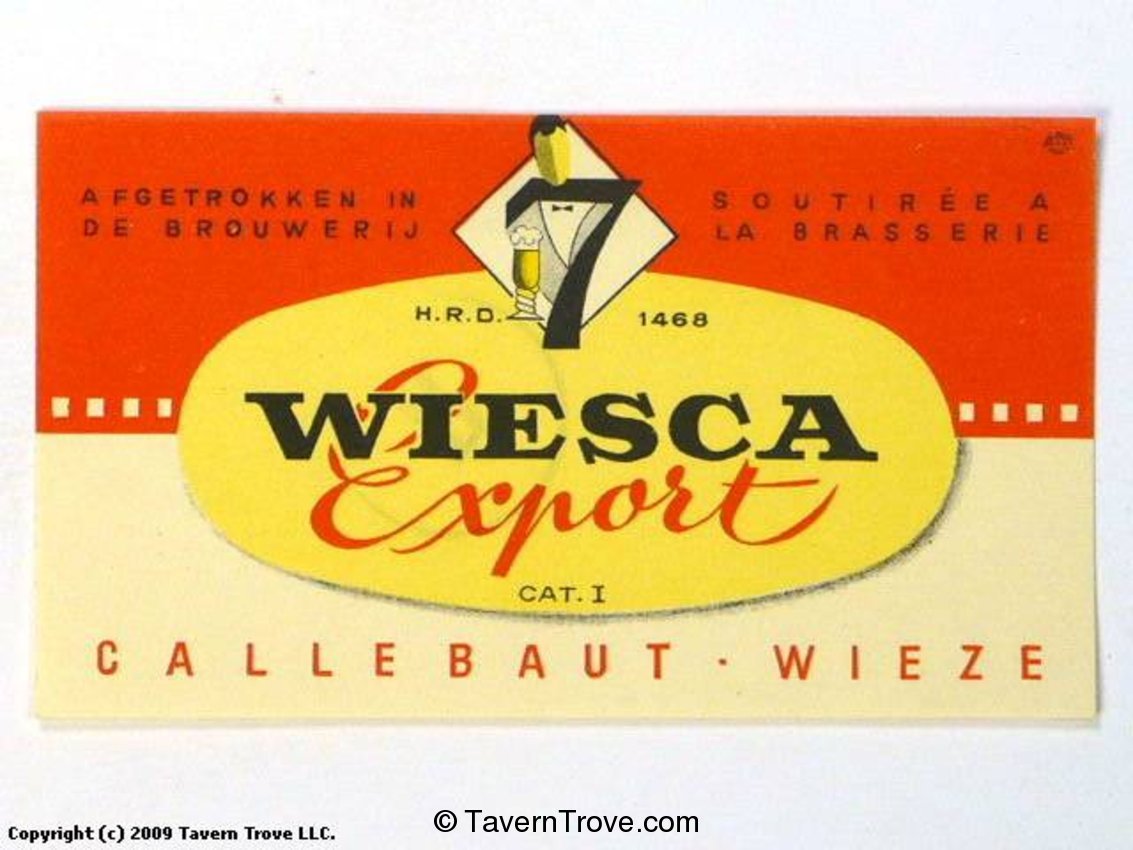 AFGETROKKEN IN
DE BROUWERIJ
7
SOUTIRÉE A
LA BRASSERIE
H.R.D. 1468
WIESCA
Export
CAT. I
CALLEBAUT · WIEZE
Copyright (c) 2009 Tavern Trove LLC.
© TavernTrove.com